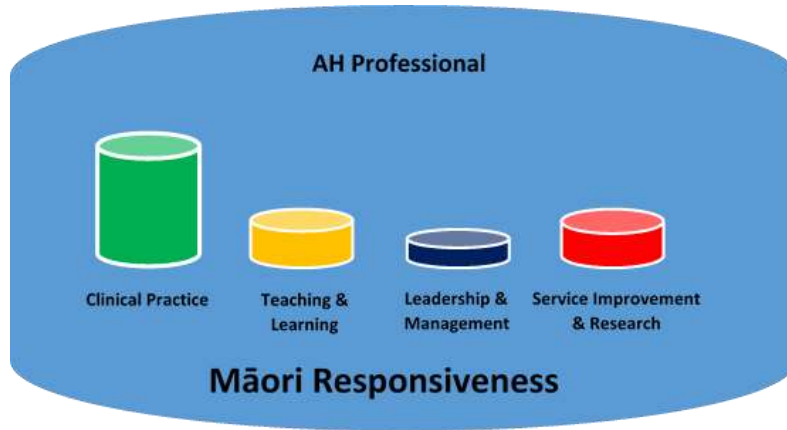 AH Professional
Clinical Practice
Teaching &
Learning
Leadership &
Management
Service Improvement
& Research
Māori Responsiveness